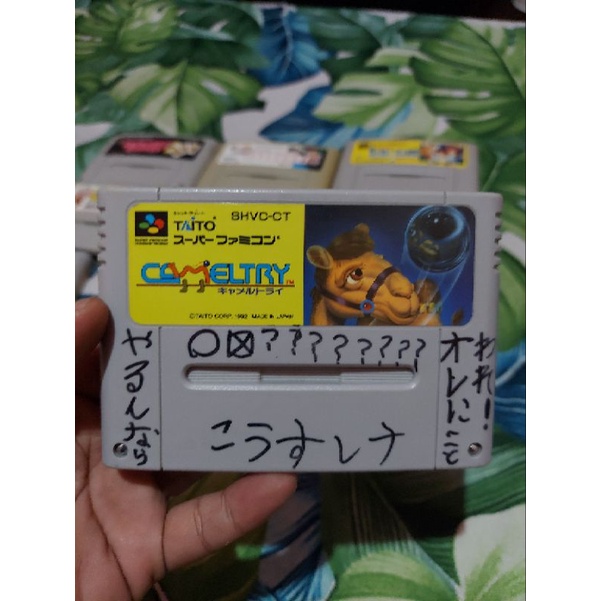 TAITO
SHVC-CT
スーパーファミコン
CAMELTRY™
キャメルトライ
©TAITO CORP. 1992 MADE IN JAPAN
○☒？？？？？？？？？
やるんなら
こうすレナ
われ！
オレにこそ